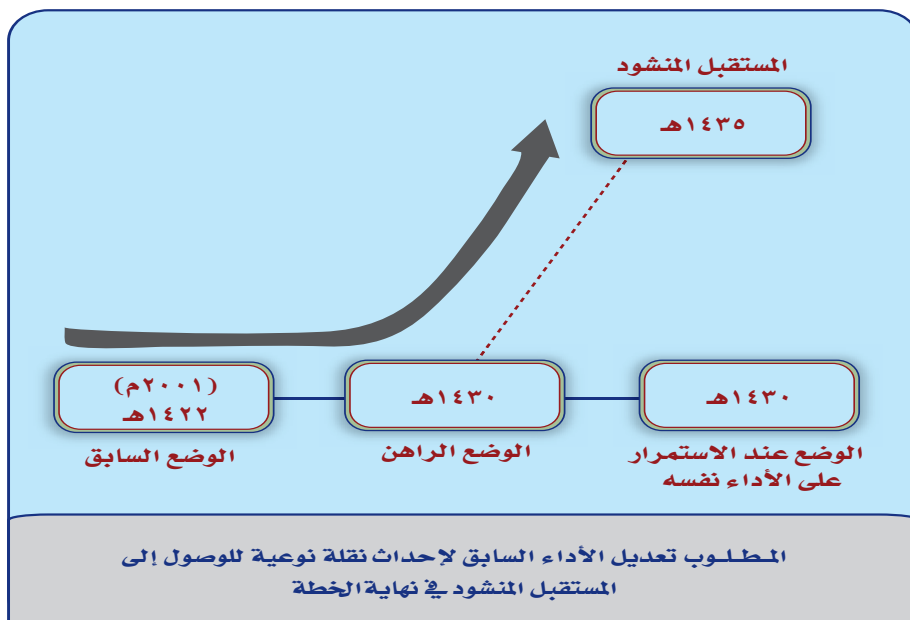 المستقبل المنشود
١٤٣٥هـ
(٢٠٠١م)
١٤٢٢هـ
١٤٣٠هـ
١٤٣٠هـ
الوضع السابق
الوضع الراهن
الوضع عند الاستمرار
على الأداء نفسه
المطلوب تعديل الأداء السابق لإحداث نقلة نوعية للوصول إلى
المستقبل المنشود في نهاية الخطة